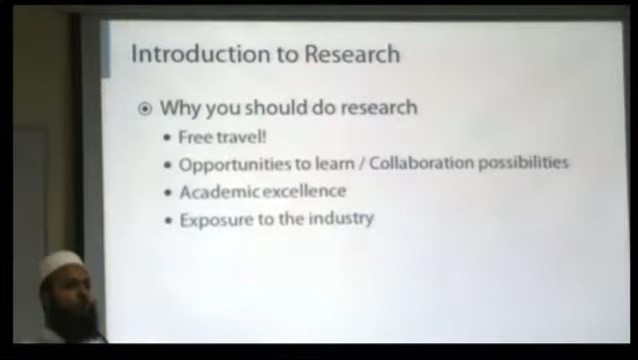 Introduction to Research
Why you should do research
Free travel!
Opportunities to learn / Collaboration possibilities
Academic excellence
Exposure to the industry